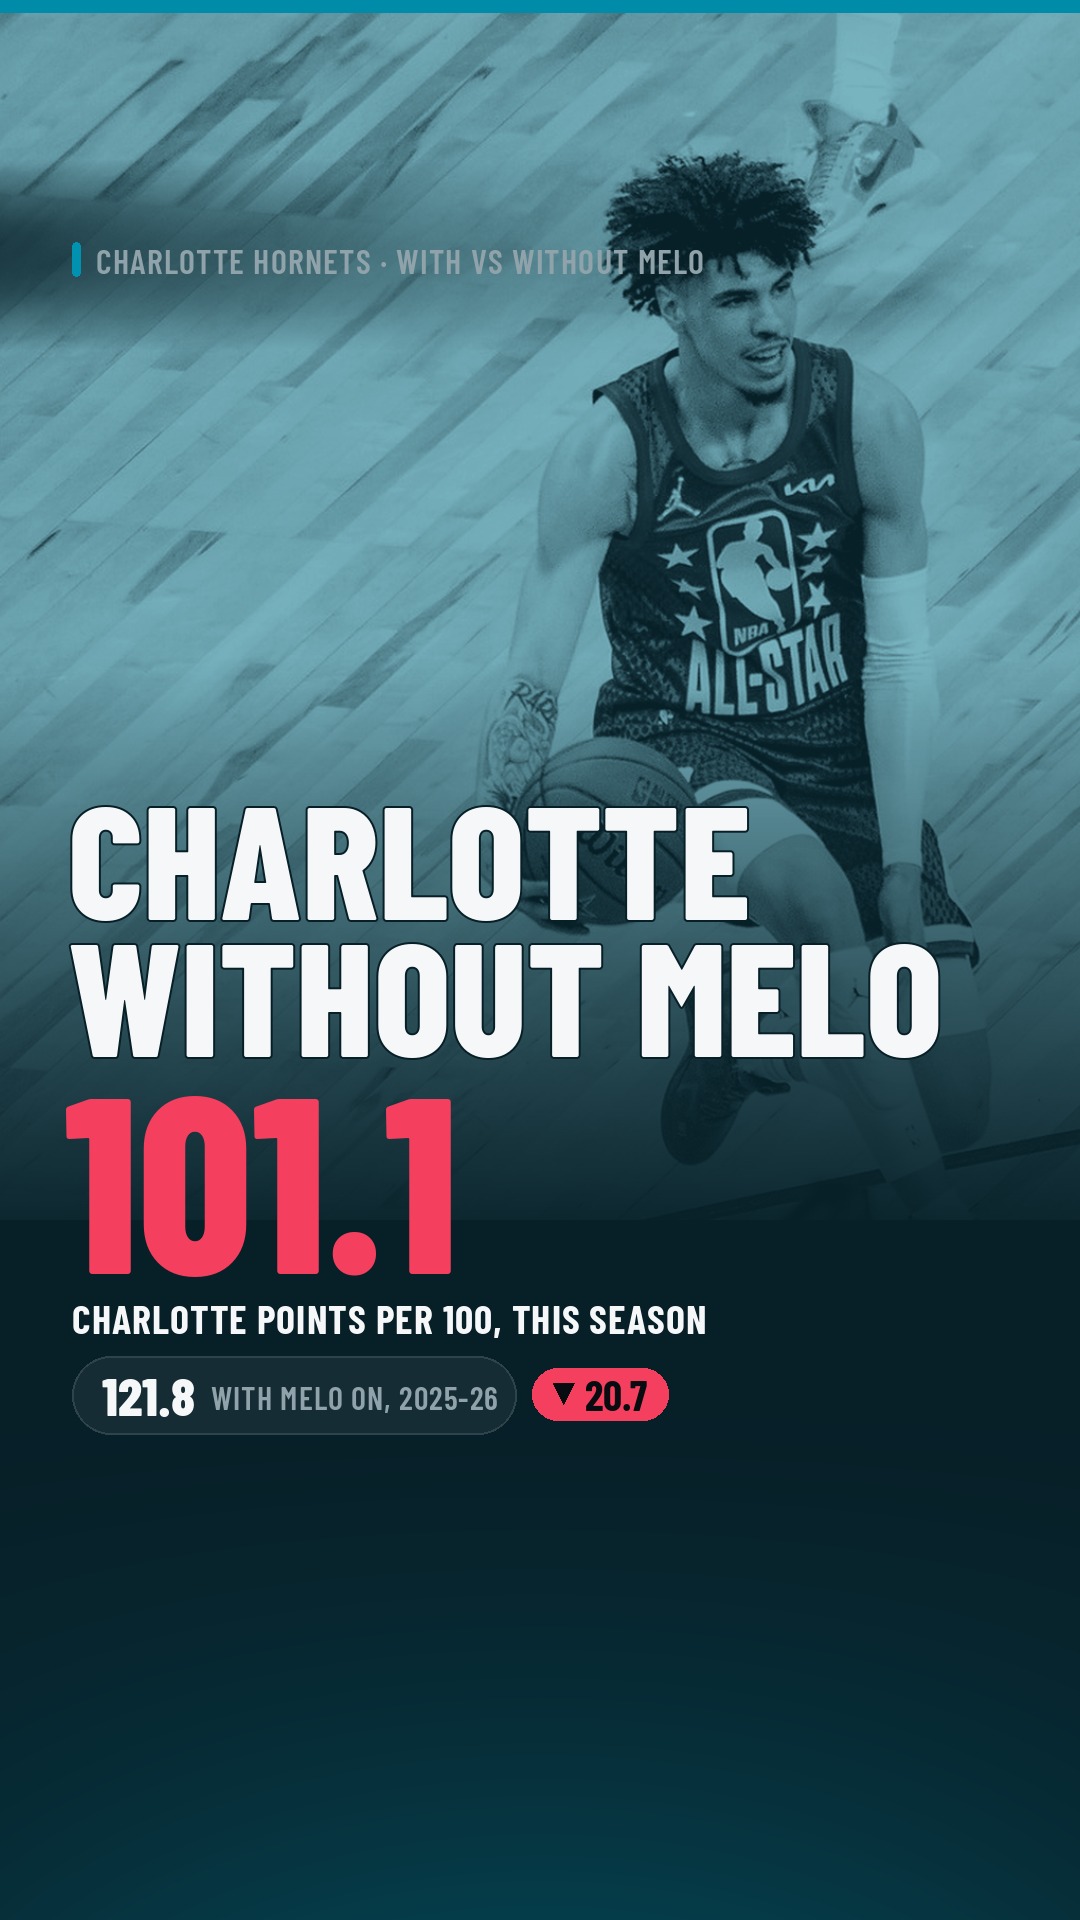 CHARLOTTE HORNETS · WITH VS WITHOUT MELO
KIA
NBA
ALL-STAR
CHARLOTTE
WITHOUT MELO
101.1
CHARLOTTE POINTS PER 100, THIS SEASON
121.8 WITH MELO ON, 2025-26 ▼ 20.7